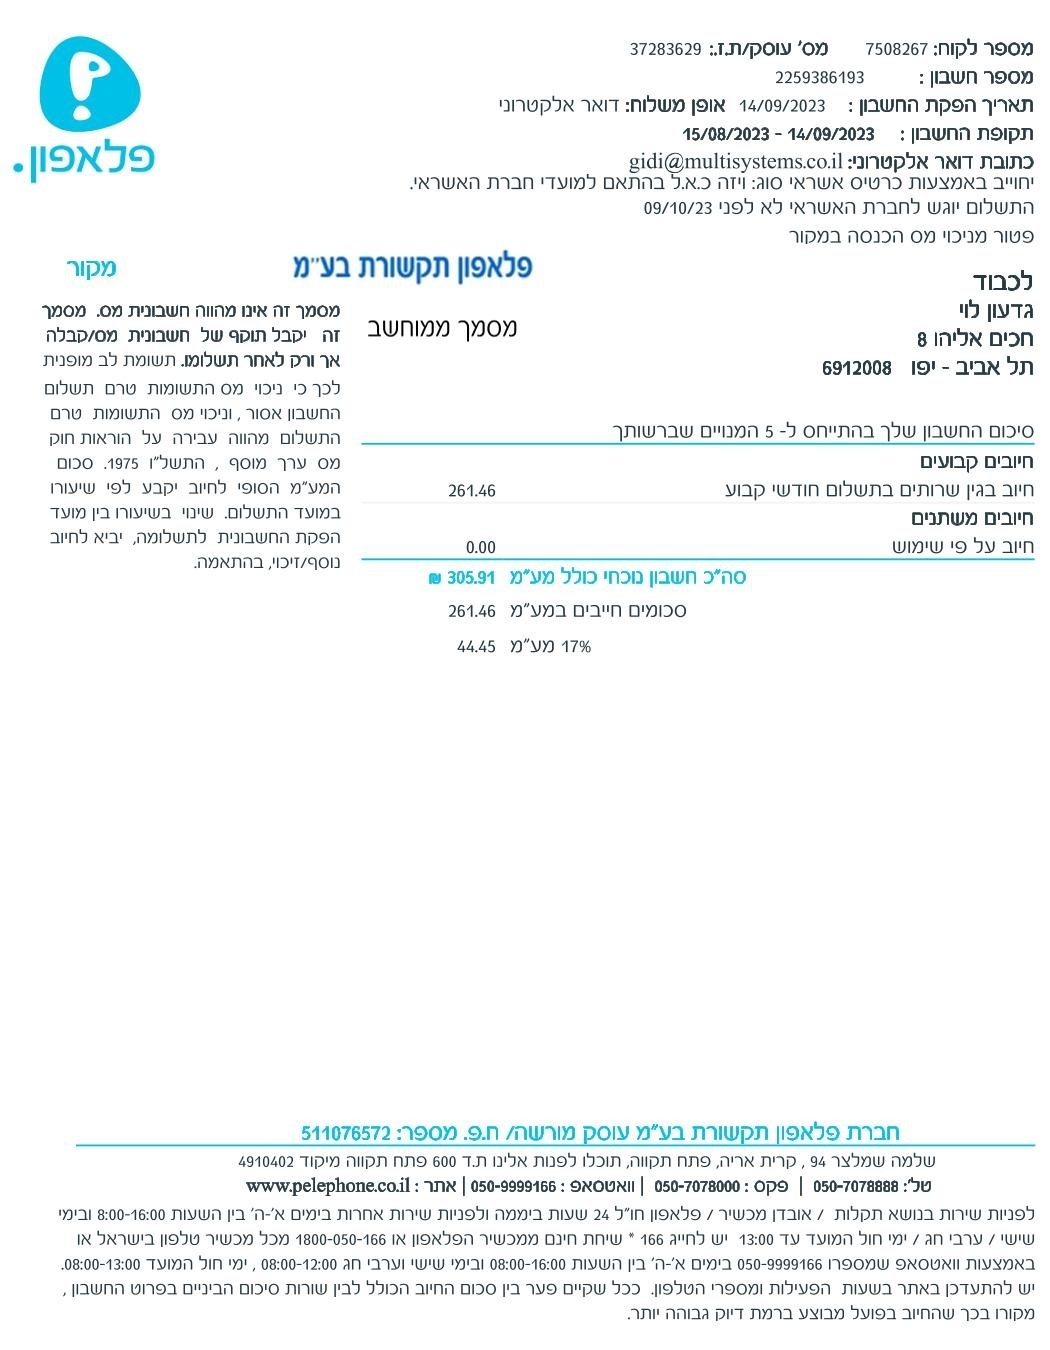 פלאפון.
מספר לקוח: 7508267 מס' עוסק/ת.ז.: 37283629
מספר חשבון : 2259386193
תאריך הפקת החשבון : 14/09/2023 אופן משלוח: דואר אלקטרוני
תקופת החשבון : 15/08/2023 - 14/09/2023
כתובת דואר אלקטרוני: gidi@multisystems.co.il
יחוייב באמצעות כרטיס אשראי סוג: ויזה כ.א.ל בהתאם למועדי חברת האשראי.
התשלום יוגש לחברת האשראי לא לפני 09/10/23
פטור מניכוי מס הכנסה במקור
פלאפון תקשורת בע"מ
מקור
לכבוד
גדעון לוי
חכים אליהו 8
תל אביב - יפו 6912008
מסמך ממוחשב
מסמך זה אינו מהווה חשבונית מס. מסמך
זה יקבל תוקף של חשבונית מס/קבלה
אך ורק לאחר תשלומו. תשומת לב מופנית
לכך כי ניכוי מס התשומות טרם תשלום
החשבון אסור , וניכוי מס התשומות טרם
התשלום מהווה עבירה על הוראות חוק
מס ערך מוסף , התשל"ו 1975. סכום
המע"מ הסופי לחיוב יקבע לפי שיעורו
במועד התשלום. שינוי בשיעורו בין מועד
הפקת החשבונית לתשלומה, יביא לחיוב
נוסף/זיכוי, בהתאמה.
סיכום החשבון שלך בהתייחס ל- 5 המנויים שברשותך
חיובים קבועים
חיוב בגין שרותים בתשלום חודשי קבוע 261.46
חיובים משתנים
חיוב על פי שימוש 0.00
סה"כ חשבון נוכחי כולל מע"מ 305.91 ₪
סכומים חייבים במע"מ 261.46
17% מע"מ 44.45
חברת פלאפון תקשורת בע"מ עוסק מורשה/ ח.פ. מספר: 511076572
שלמה שמלצר 94 , קרית אריה, פתח תקווה, תוכלו לפנות אלינו ת.ד 600 פתח תקווה מיקוד 4910402
טל': 050-7078888 | פקס : 050-7078000 | וואטסאפ : 050-9999166 | אתר : www.pelephone.co.il
לפניות שירות בנושא תקלות / אובדן מכשיר / פלאפון חו"ל 24 שעות ביממה ולפניות שירות אחרות בימים א'-ה' בין השעות 8:00-16:00 ובימי
שישי / ערבי חג / ימי חול המועד עד 13:00 יש לחייג 166 * שיחת חינם ממכשיר הפלאפון או 1800-050-166 מכל מכשיר טלפון בישראל או
באמצעות וואטסאפ שמספרו 050-9999166 בימים א'-ה' בין השעות 08:00-16:00 ובימי שישי וערבי חג 08:00-12:00 , ימי חול המועד 08:00-13:00.
יש להתעדכן באתר בשעות הפעילות ומספרי הטלפון. ככל שקיים פער בין סכום החיוב הכולל לבין שורות סיכום הביניים בפרוט החשבון ,
מקורו בכך שהחיוב בפועל מבוצע ברמת דיוק גבוהה יותר.